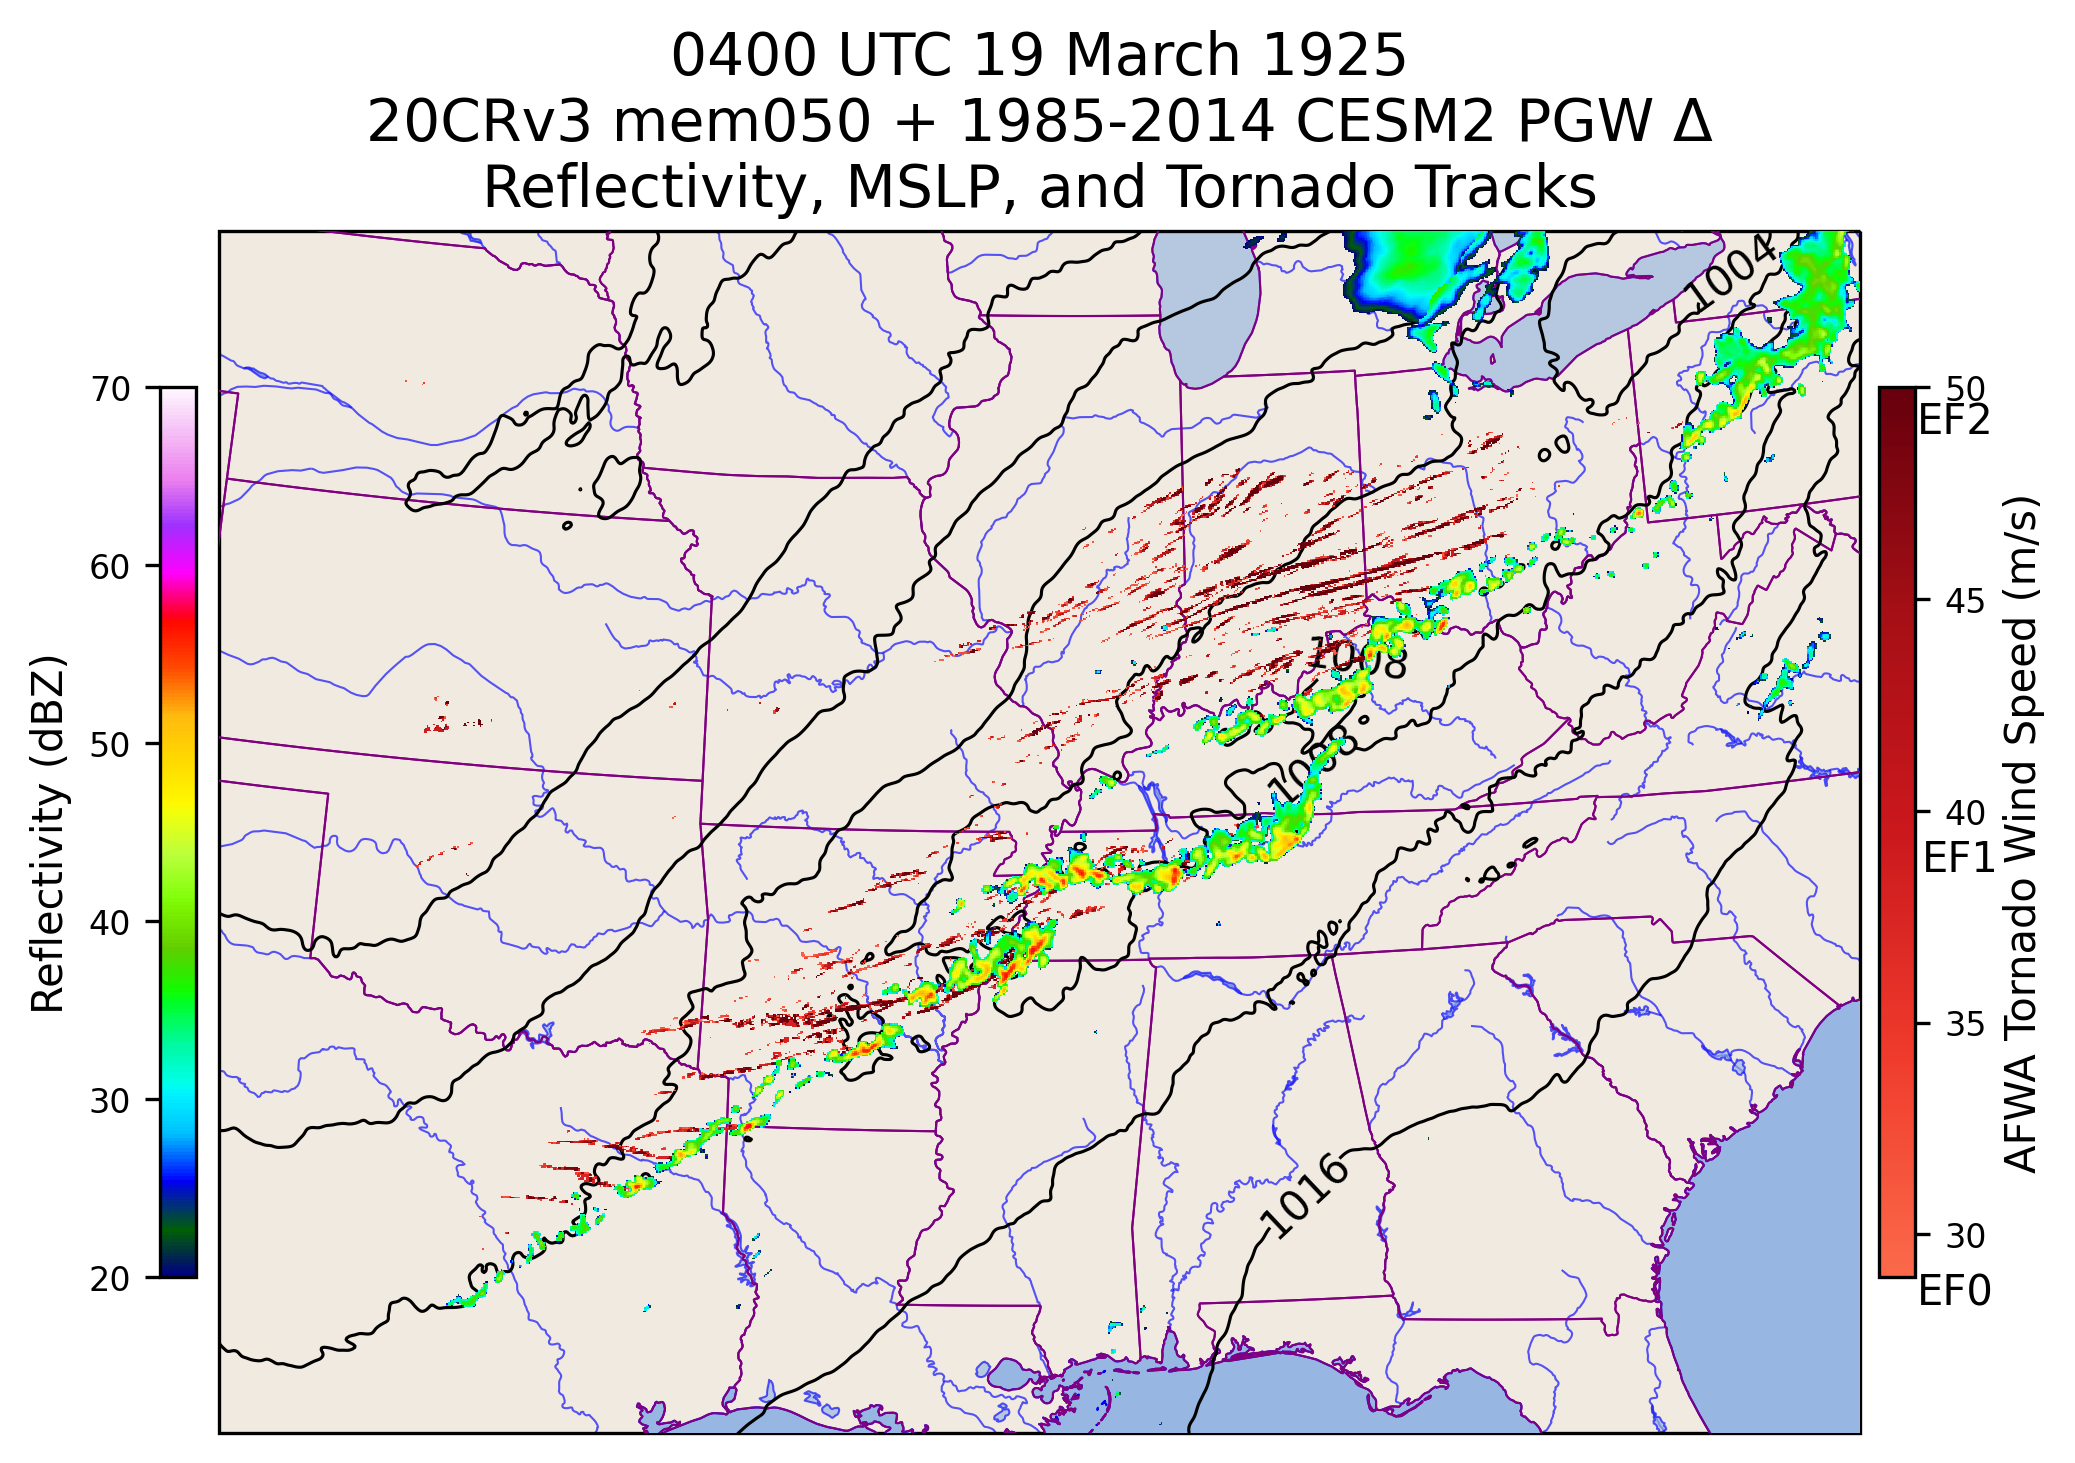 0400 UTC 19 March 1925
20CRv3 mem050 + 1985-2014 CESM2 PGW Δ
Reflectivity, MSLP, and Tornado Tracks
70
60
50
40
30
20
Reflectivity (dBZ)
1004
1008
1008
1016
50
EF2
45
40
EF1
35
30
EF0
AFWA Tornado Wind Speed (m/s)